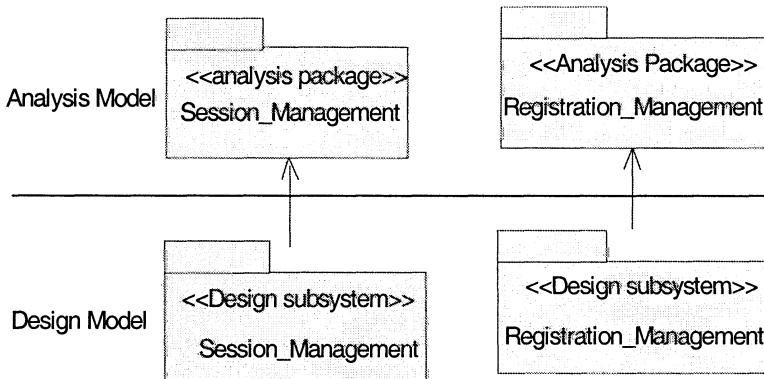 Analysis Model
<<analysis package>>
Session_Management
<<Analysis Package>>
Registration_Management
Design Model
<<Design subsystem>>
Session_Management
<<Design subsystem>>
Registration_Management